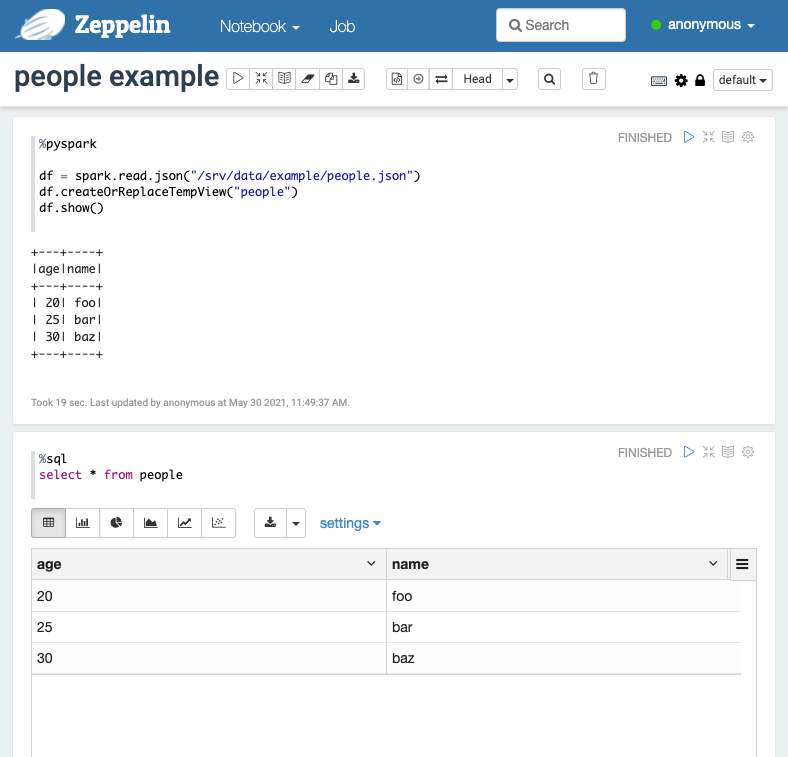 Zeppelin Notebook Job Search anonymous
people example Head default
FINISHED
%pyspark
df = spark.read.json("/srv/data/example/people.json")
df.createOrReplaceTempView("people")
df.show()
+---+----+
|age|name|
+---+----+
| 20| foo|
| 25| bar|
| 30| baz|
+---+----+
Took 19 sec. Last updated by anonymous at May 30 2021, 11:49:37 AM.
FINISHED
%sql
select * from people
settings
age name
20 foo
25 bar
30 baz